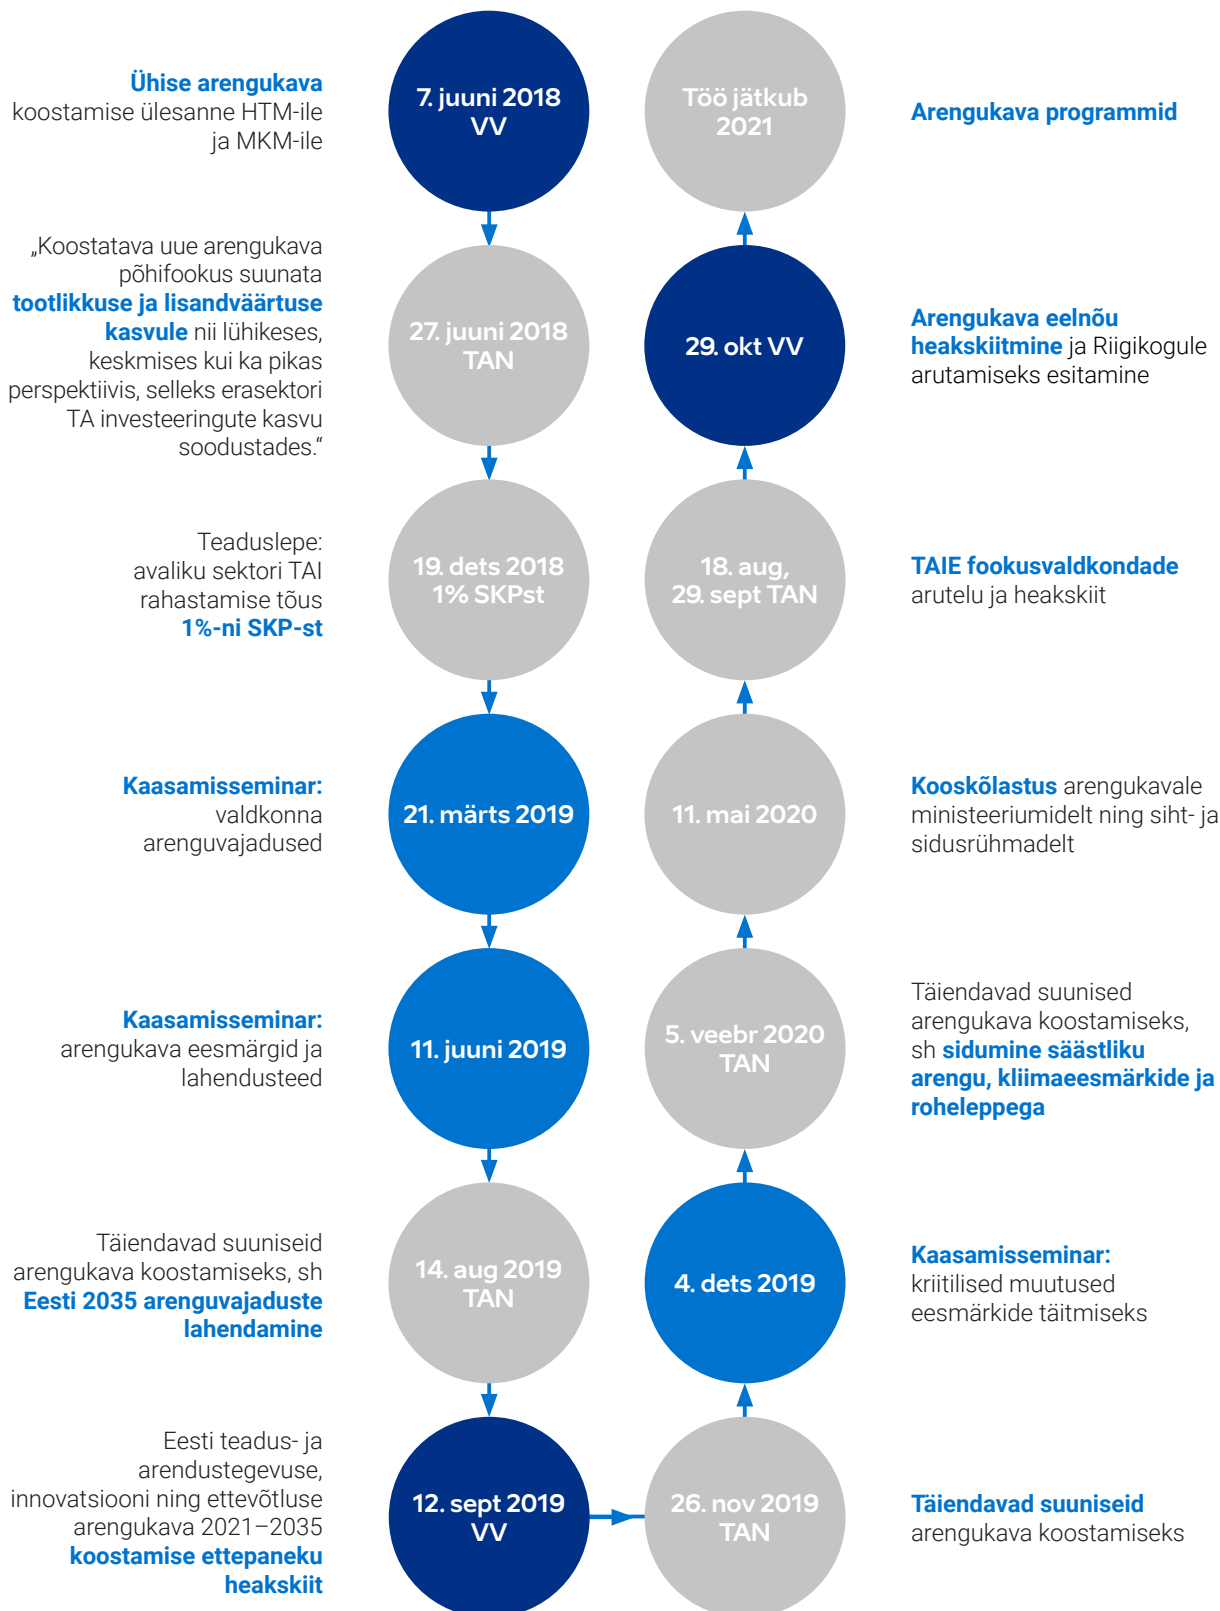 Ühise arengukava
koostamise ülesanne HTM-ile
ja MKM-ile
7. juuni 2018
VV
„Koostatava uue arengukava
põhifookus suunata
tootlikkuse ja lisandväärtuse
kasvule nii lühikeses,
keskmises kui ka pikas
perspektiivis, selleks erasektori
TA investeeringute kasvu
soodustades.“
27. juuni 2018
TAN
Teaduslepe:
avaliku sektori TAI
rahastamise tõus
1%-ni SKP-st
19. dets 2018
1% SKPst
Kaasamisseminar:
valdkonna
arenguvajadused
21. märts 2019
Kaasamisseminar:
arengukava eesmärgid ja
lahendusteed
11. juuni 2019
Täiendavad suuniseid
arengukava koostamiseks, sh
Eesti 2035 arenguvajaduste
lahendamine
14. aug 2019
TAN
Eesti teadus- ja
arendustegevuse,
innovatsiooni ning ettevõtluse
arengukava 2021–2035
koostamise ettepaneku
heakskiit
12. sept 2019
VV
26. nov 2019
TAN
Täiendavad suuniseid
arengukava koostamiseks
4. dets 2019
Kaasamisseminar:
kriitilised muutused
eesmärkide täitmiseks
5. veebr 2020
TAN
Täiendavad suunised
arengukava koostamiseks,
sh sidumine säästliku
arengu, kliimaeesmärkide ja
roheleppega
11. mai 2020
Kooskõlastus arengukavale
ministeeriumidelt ning siht- ja
sidusrühmadelt
18. aug,
29. sept TAN
TAIE fookusvaldkondade
arutelu ja heakskiit
29. okt VV
Arengukava eelnõu
heakskiitmine ja Riigikogule
arutamiseks esitamine
Töö jätkub
2021
Arengukava programmid